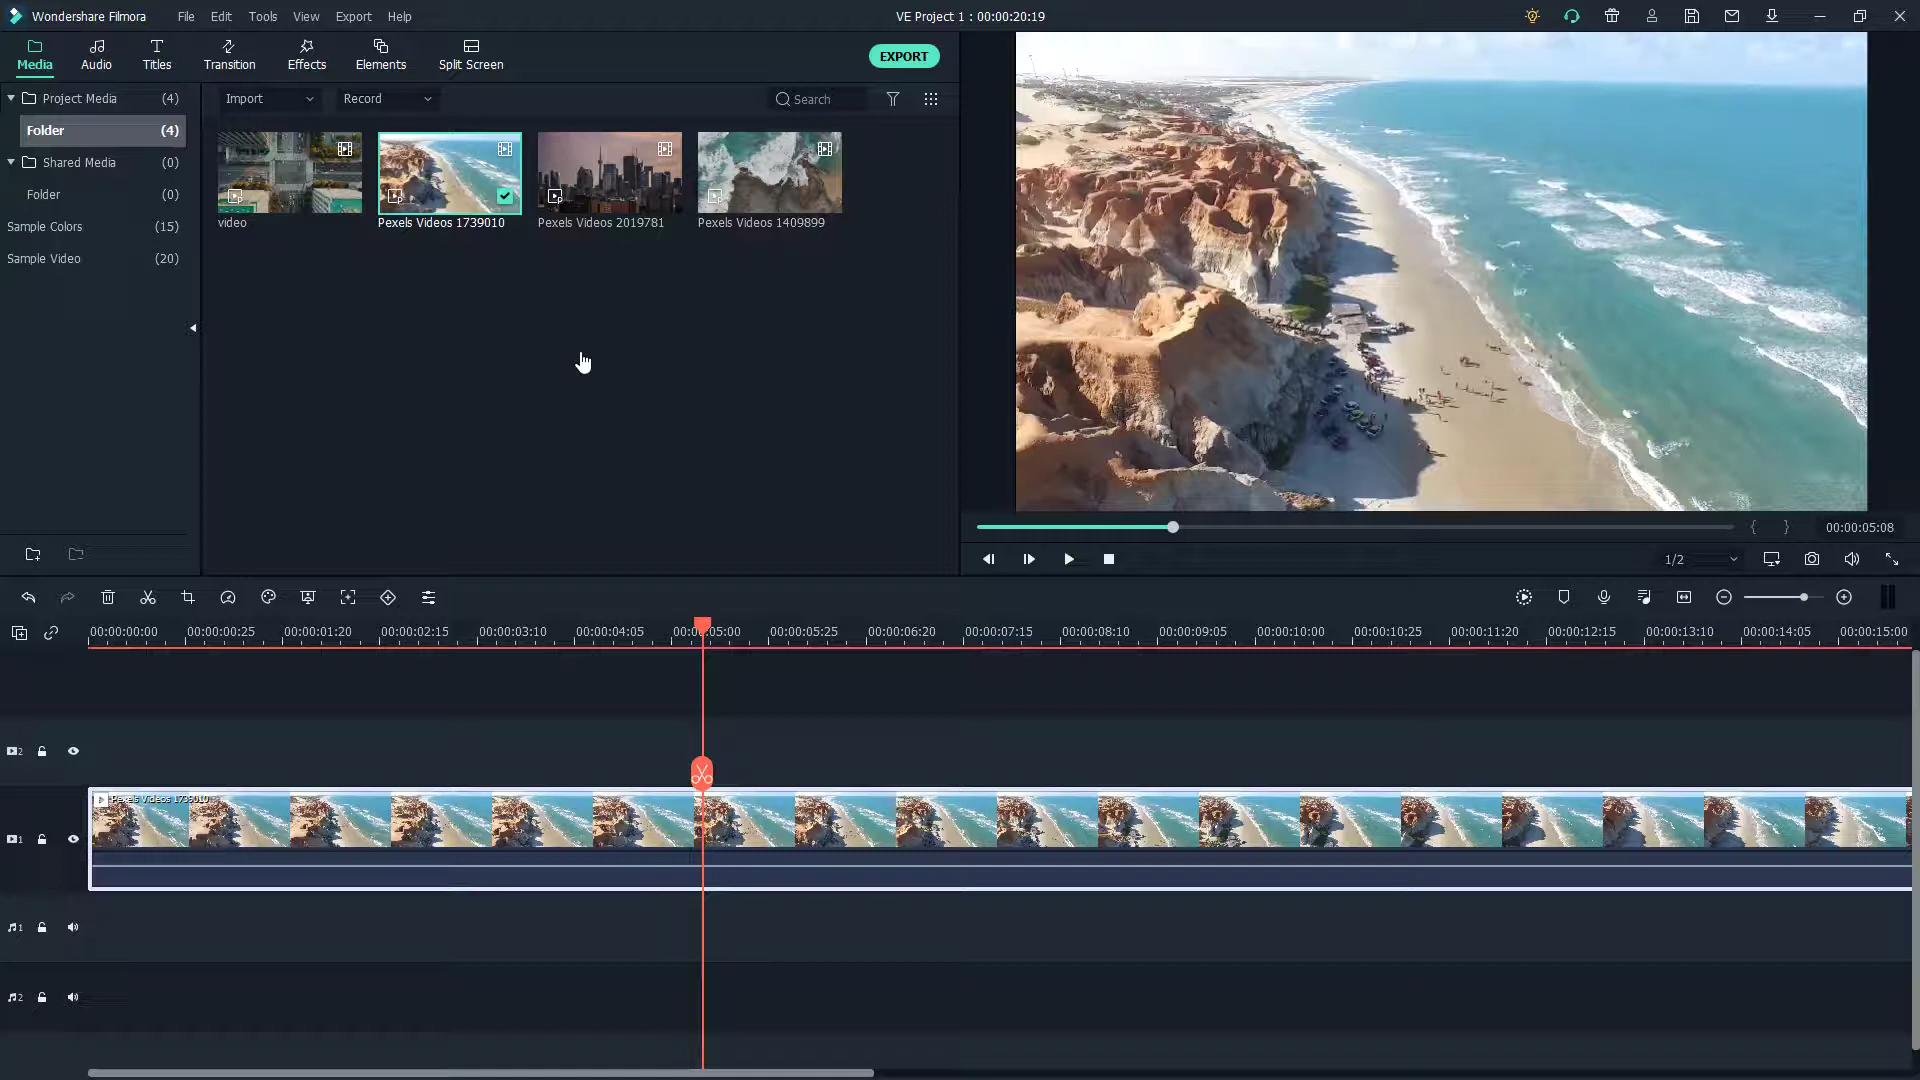 Wondershare Filmora File Edit Tools View Export Help VE Project 1 : 00:00:20:19
Media Audio Titles Transition Effects Elements Split Screen EXPORT
Project Media (4)
Folder (4)
Shared Media (0)
Folder (0)
Sample Colors (15)
Sample Video (20)
Import Record Search
video Pexels Videos 1739010 Pexels Videos 2019781 Pexels Videos 1409899
{ } 00:00:05:08
1/2
00:00:00:00 00:00:00:25 00:00:01:20 00:00:02:15 00:00:03:10 00:00:04:05 00:00:05:00 00:00:05:25 00:00:06:20 00:00:07:15 00:00:08:10 00:00:09:05 00:00:10:00 00:00:10:25 00:00:11:20 00:00:12:15 00:00:13:10 00:00:14:05 00:00:15:00
2
Pexels Videos 1739010
1
1
2